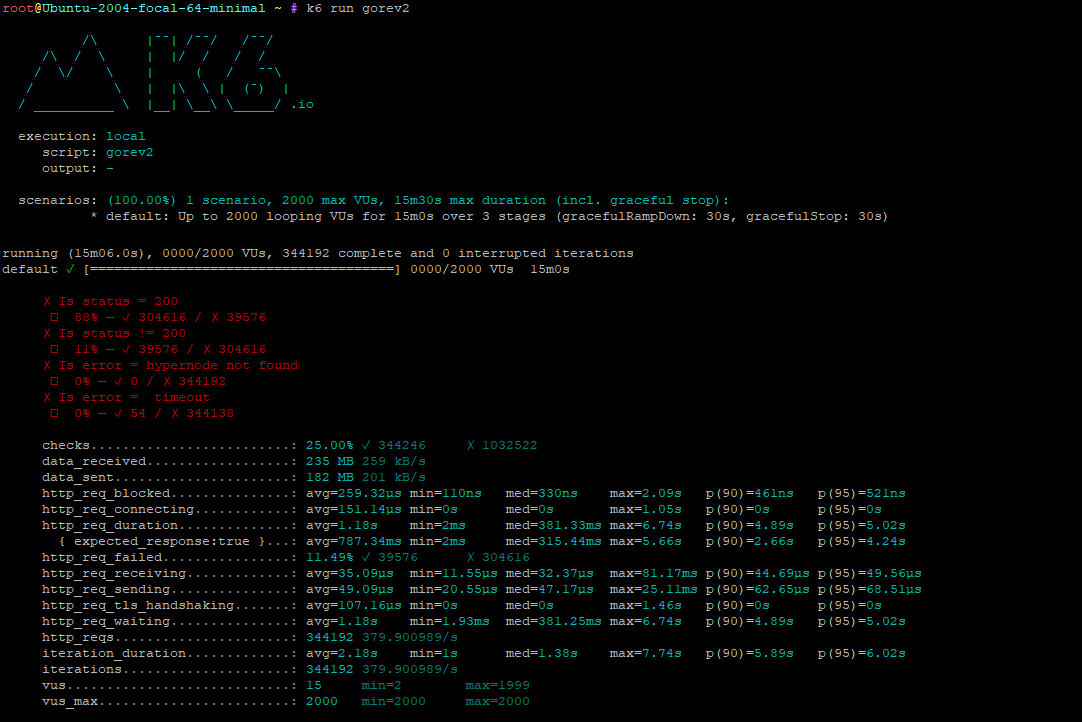 root@Ubuntu-2004-focal-64-minimal ~ # k6 run gorev2
.io
execution: local
script: gorev2
output: -
scenarios: (100.00%) 1 scenario, 2000 max VUs, 15m30s max duration (incl. graceful stop):
* default: Up to 2000 looping VUs for 15m0s over 3 stages (gracefulRampDown: 30s, gracefulStop: 30s)
running (15m06.0s), 0000/2000 VUs, 344192 complete and 0 interrupted iterations
default ✓ [======================================] 0000/2000 VUs  15m0s
✗ Is status = 200
□  88% — ✓ 304616 / ✗ 39576
✗ Is status != 200
□  11% — ✓ 39576 / ✗ 304616
✗ Is error = hypernode not found
□  0% — ✓ 0 / ✗ 344192
✗ Is error =  timeout
□  0% — ✓ 54 / ✗ 344138
checks.........................: 25.00% ✓ 344246     ✗ 1032522
data_received..................: 235 MB 259 kB/s
data_sent......................: 182 MB 201 kB/s
http_req_blocked...............: avg=259.32µs min=110ns   med=330ns    max=2.09s   p(90)=461ns   p(95)=521ns
http_req_connecting............: avg=151.14µs min=0s      med=0s       max=1.05s   p(90)=0s      p(95)=0s
http_req_duration..............: avg=1.18s    min=2ms     med=381.33ms max=6.74s   p(90)=4.89s   p(95)=5.02s
{ expected_response:true }...: avg=787.34ms min=2ms     med=315.44ms max=5.66s   p(90)=2.66s   p(95)=4.24s
http_req_failed................: 11.49% ✓ 39576      ✗ 304616
http_req_receiving.............: avg=35.09µs  min=11.55µs med=32.37µs  max=81.17ms p(90)=44.69µs p(95)=49.56µs
http_req_sending...............: avg=49.09µs  min=20.55µs med=47.17µs  max=25.11ms p(90)=62.65µs p(95)=68.51µs
http_req_tls_handshaking.......: avg=107.16µs min=0s      med=0s       max=1.46s   p(90)=0s      p(95)=0s
http_req_waiting...............: avg=1.18s    min=1.93ms  med=381.25ms max=6.74s   p(90)=4.89s   p(95)=5.02s
http_reqs......................: 344192 379.900989/s
iteration_duration.............: avg=2.18s    min=1s      med=1.38s    max=7.74s   p(90)=5.89s   p(95)=6.02s
iterations.....................: 344192 379.900989/s
vus............................: 15     min=2        max=1999
vus_max........................: 2000   min=2000     max=2000